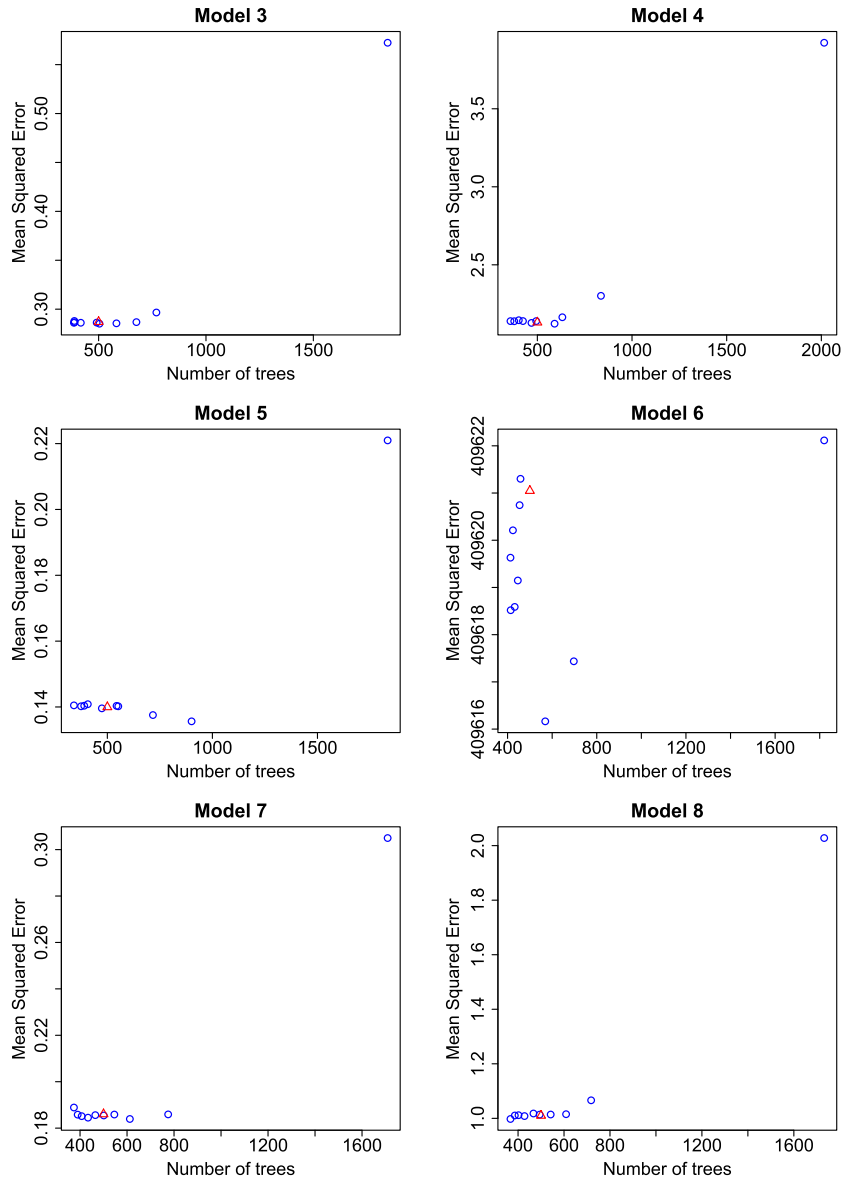 Model 3
Mean Squared Error
0.30 0.40 0.50
500 1000 1500
Number of trees
Model 4
Mean Squared Error
2.5 3.0 3.5
500 1000 1500 2000
Number of trees
Model 5
Mean Squared Error
0.14 0.16 0.18 0.20 0.22
500 1000 1500
Number of trees
Model 6
Mean Squared Error
409616 409618 409620 409622
400 800 1200 1600
Number of trees
Model 7
Mean Squared Error
0.18 0.22 0.26 0.30
400 600 800 1200 1600
Number of trees
Model 8
Mean Squared Error
1.0 1.2 1.4 1.6 1.8 2.0
400 600 800 1200 1600
Number of trees